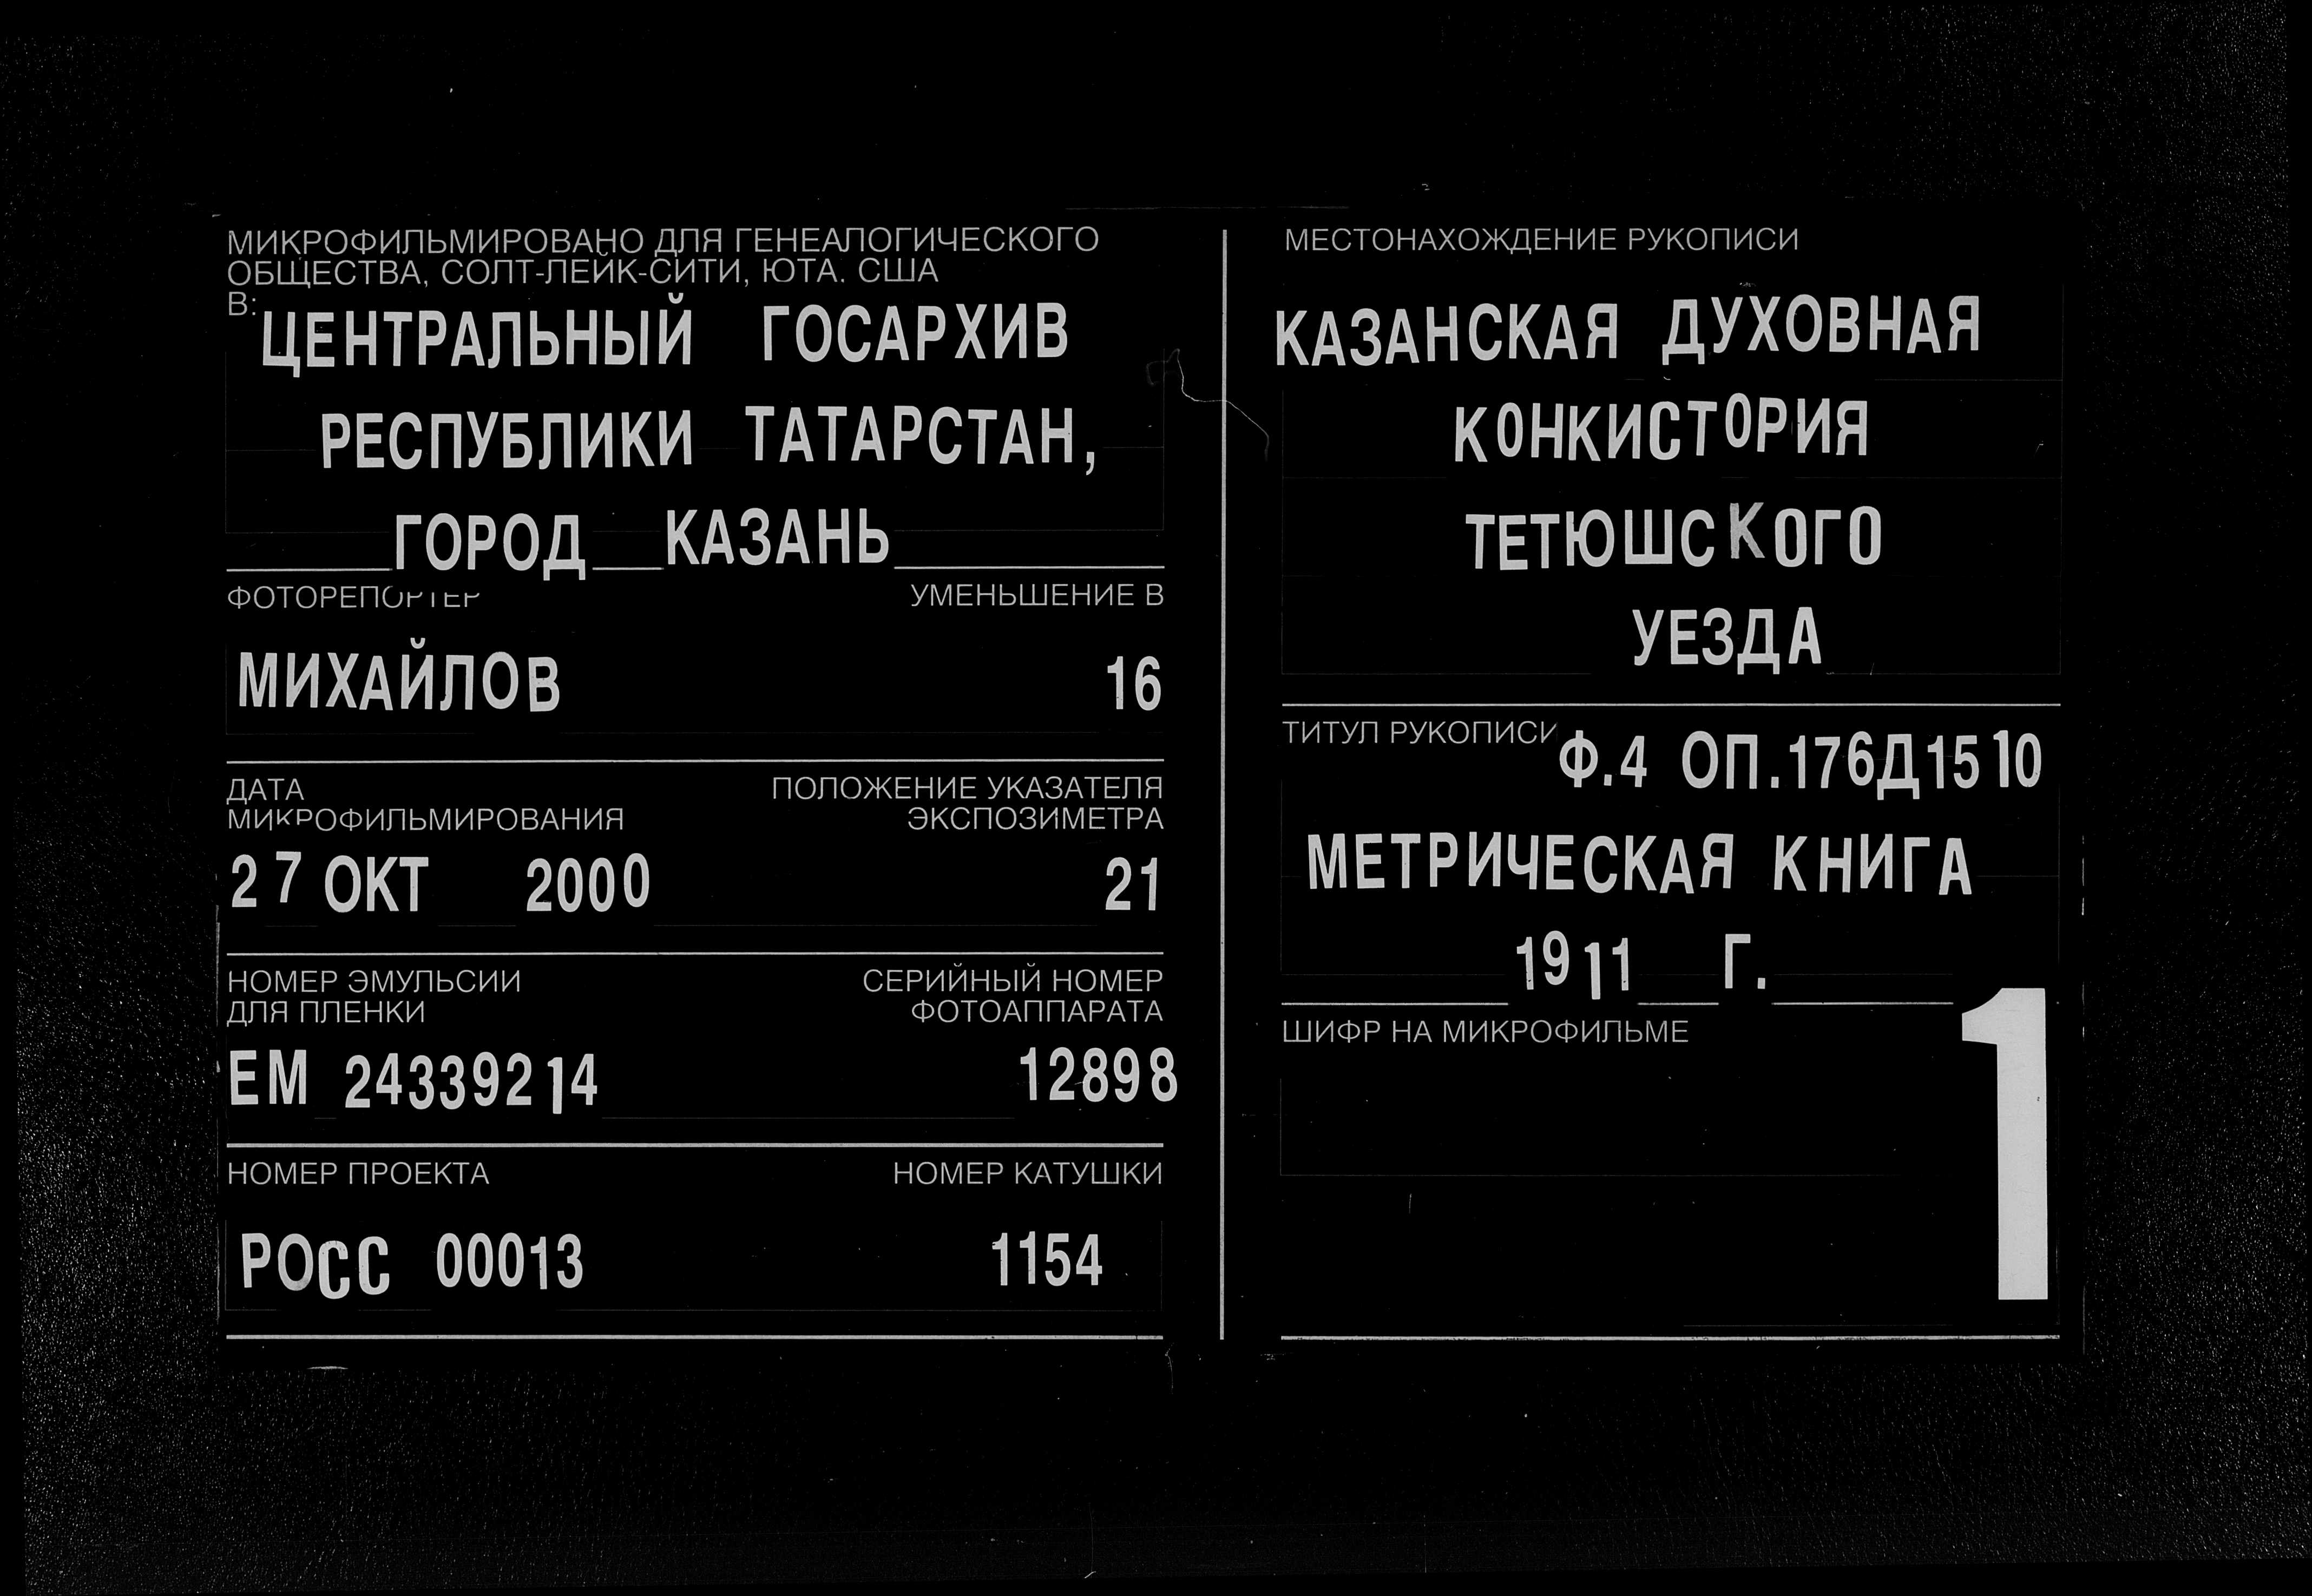 МИКРОФИЛЬМИРОВАНО ДЛЯ ГЕНЕАЛОГИЧЕСКОГО
ОБЩЕСТВА, СОЛТ-ЛЕЙК-СИТИ, ЮТА. США
В:
ЦЕНТРАЛЬНЫЙ ГОСАРХИВ
РЕСПУБЛИКИ ТАТАРСТАН,
ГОРОД КАЗАНЬ
ФОТОРЕПОРТЕР УМЕНЬШЕНИЕ В
МИХАЙЛОВ 16
ДАТА ПОЛОЖЕНИЕ УКАЗАТЕЛЯ
МИКРОФИЛЬМИРОВАНИЯ ЭКСПОЗИМЕТРА
27 ОКТ 2000 21
НОМЕР ЭМУЛЬСИИ СЕРИЙНЫЙ НОМЕР
ДЛЯ ПЛЕНКИ ФОТОАППАРАТА
ЕМ 24339214 12898
НОМЕР ПРОЕКТА НОМЕР КАТУШКИ
РОСС 00013 1154
МЕСТОНАХОЖДЕНИЕ РУКОПИСИ
КАЗАНСКАЯ ДУХОВНАЯ
КОНКИСТОРИЯ
ТЕТЮШСКОГО
УЕЗДА
ТИТУЛ РУКОПИСИ
Ф.4 ОП.176Д1510
МЕТРИЧЕСКАЯ КНИГА
1911 Г.
ШИФР НА МИКРОФИЛЬМЕ
1